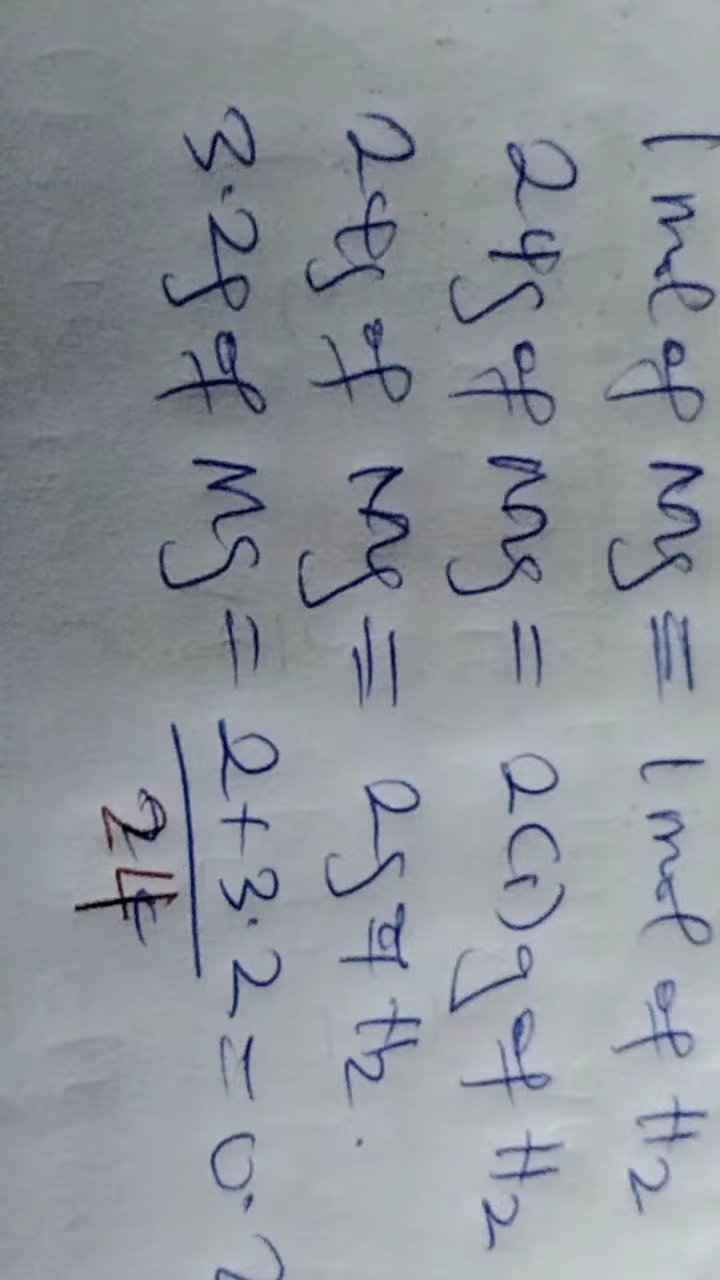 1 mol of Mg ≡ 1 mol of H₂
24g of Mg = 2(1)g of H₂
24g of Mg ≡ 2g of H₂.
3.2g of Mg = 2+3.2 = 0.2
24